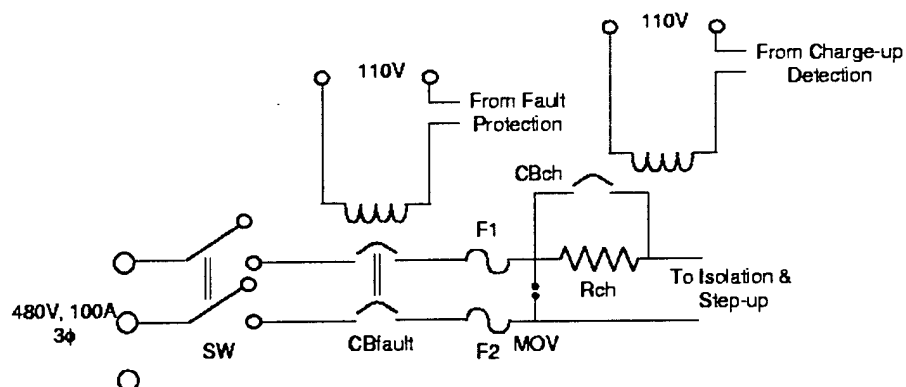 110V
From Charge-up
Detection
110V
From Fault
Protection
CBch
F1
Rch
To Isolation &
Step-up
480V, 100A
3ϕ
SW
CBfault
F2
MOV